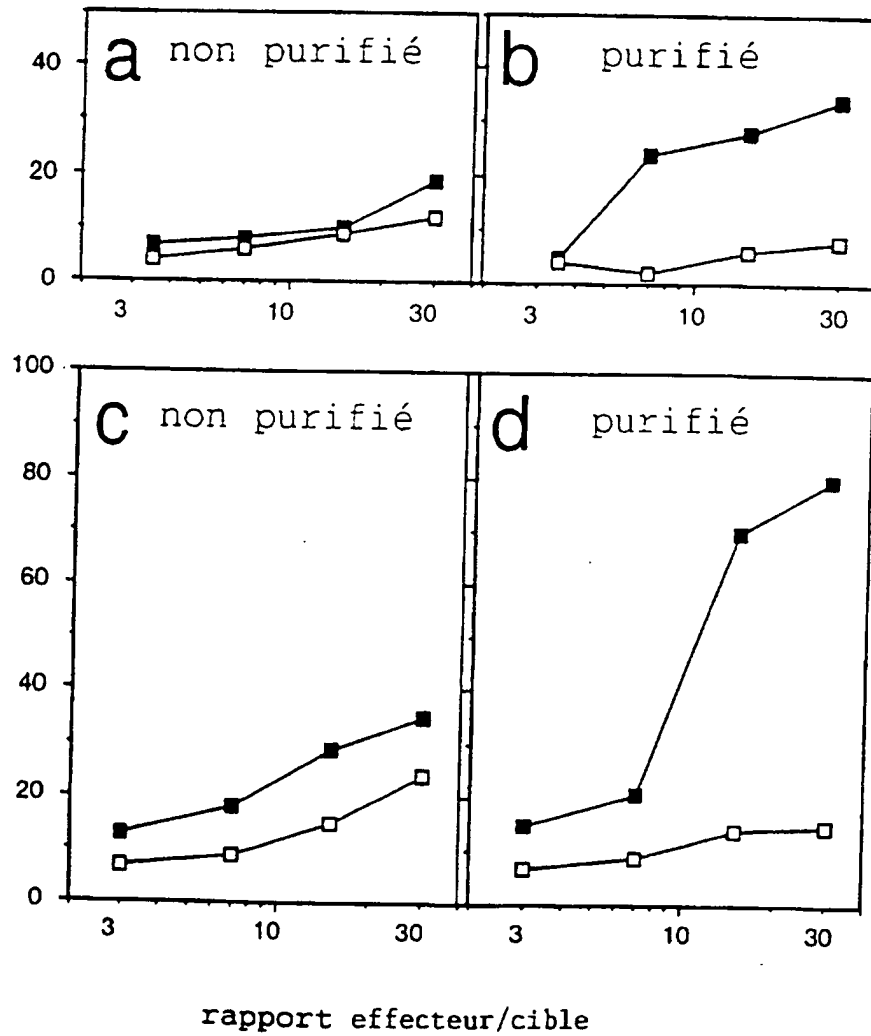 a non purifié
b purifié
40
20
0
3 10 30
3 10 30
100
c non purifié
d purifié
80
60
40
20
0
3 10 30
3 10 30
rapport effecteur/cible